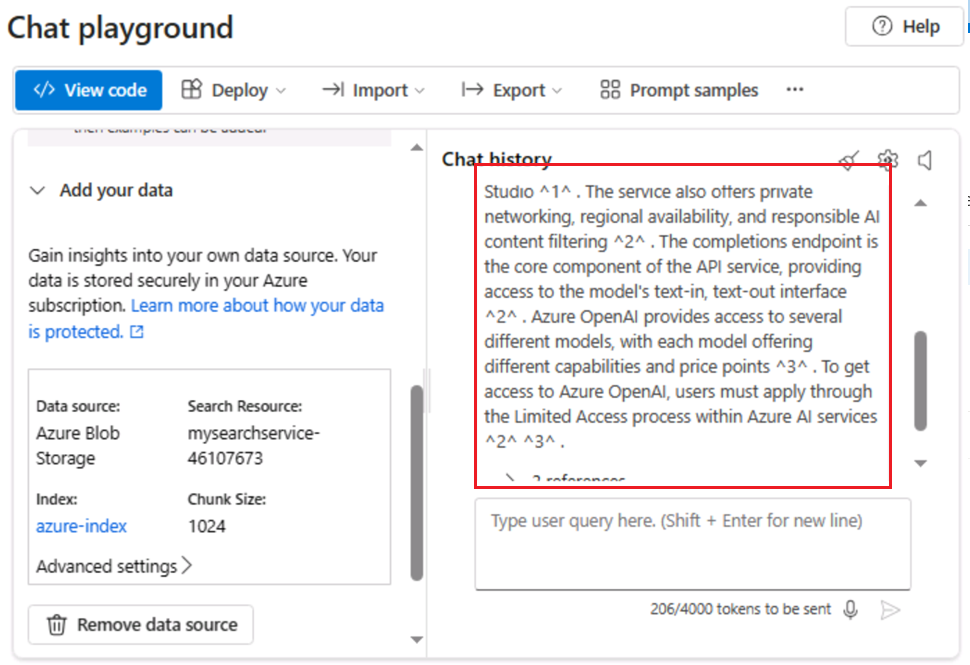 Chat playground
Help
</> View code
Deploy
Import
Export
Prompt samples
...
then examples can be added.
Add your data
Gain insights into your own data source. Your
data is stored securely in your Azure
subscription. Learn more about how your data
is protected.
Data source:
Search Resource:
Azure Blob
Storage
mysearchservice-
46107673
Index:
Chunk Size:
azure-index
1024
Advanced settings
Remove data source
Chat history
Studio ^1^ . The service also offers private
networking, regional availability, and responsible AI
content filtering ^2^ . The completions endpoint is
the core component of the API service, providing
access to the model's text-in, text-out interface
^2^ . Azure OpenAI provides access to several
different models, with each model offering
different capabilities and price points ^3^ . To get
access to Azure OpenAI, users must apply through
the Limited Access process within Azure AI services
^2^ ^3^ .
references
Type user query here. (Shift + Enter for new line)
206/4000 tokens to be sent